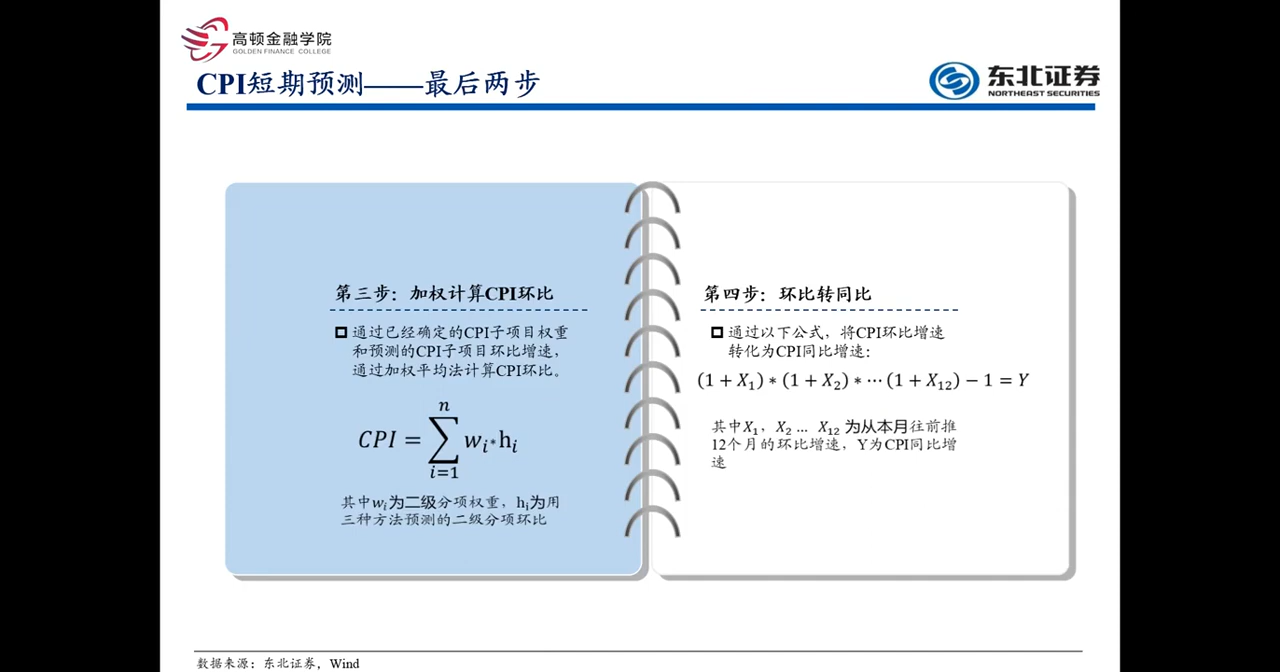 高顿金融学院
GOLDEN FINANCE COLLEGE
CPI短期预测——最后两步
东北证券
NORTHEAST SECURITIES
第三步：加权计算CPI环比
通过已经确定的CPI子项目权重
和预测的CPI子项目环比增速，
通过加权平均法计算CPI环比。
n
CPI = ∑ w_i * h_i
i=1
其中w_i为二级分项权重，h_i为用
三种方法预测的二级分项环比
第四步：环比转同比
通过以下公式，将CPI环比增速
转化为CPI同比增速：
(1 + X_1) * (1 + X_2) * ⋯ (1 + X_12) − 1 = Y
其中X_1，X_2 … X_12 为从本月往前推
12个月的环比增速，Y为CPI同比增
速
数据来源：东北证券，Wind